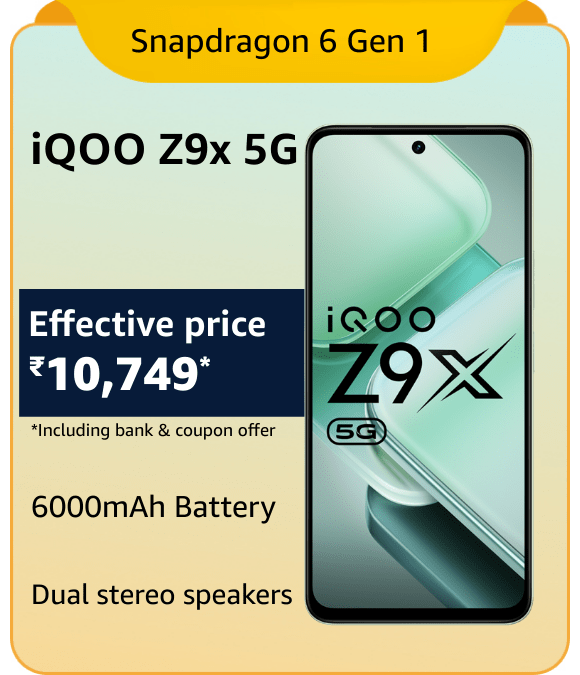 Snapdragon 6 Gen 1
iQOO Z9x 5G
Effective price
₹10,749*
*Including bank & coupon offer
6000mAh Battery
Dual stereo speakers
iQOO
Z9X
5G